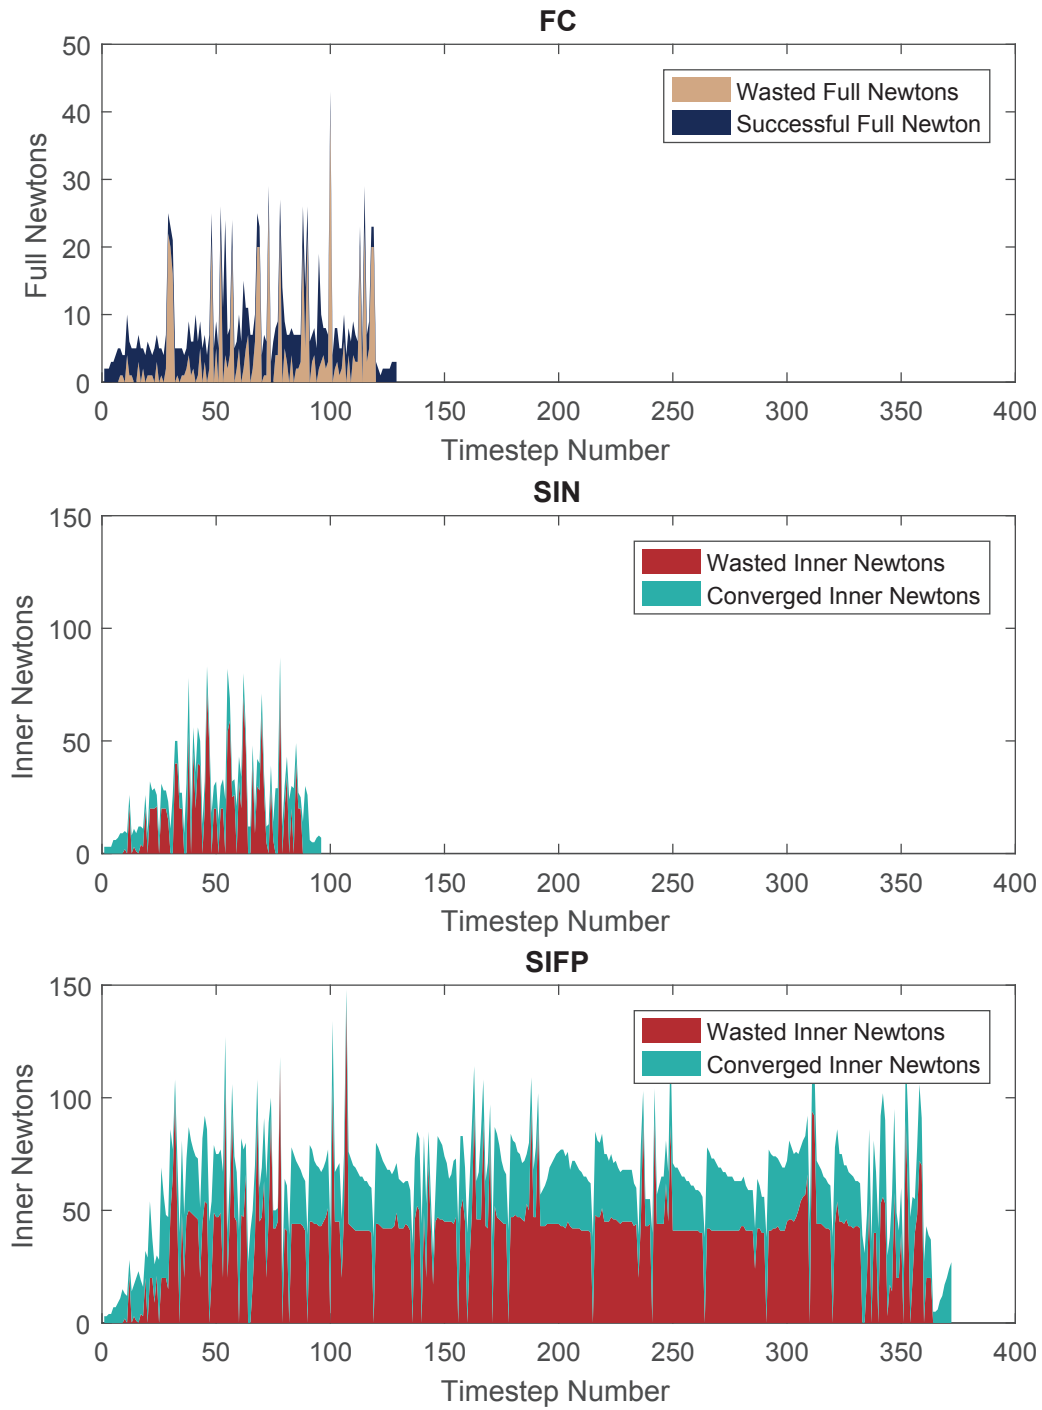 FC
50
40
30
20
10
0
Full Newtons
Wasted Full Newtons
Successful Full Newton
0 50 100 150 200 250 300 350 400
Timestep Number
SIN
150
100
50
0
Inner Newtons
Wasted Inner Newtons
Converged Inner Newtons
0 50 100 150 200 250 300 350 400
Timestep Number
SIFP
150
100
50
0
Inner Newtons
Wasted Inner Newtons
Converged Inner Newtons
0 50 100 150 200 250 300 350 400
Timestep Number